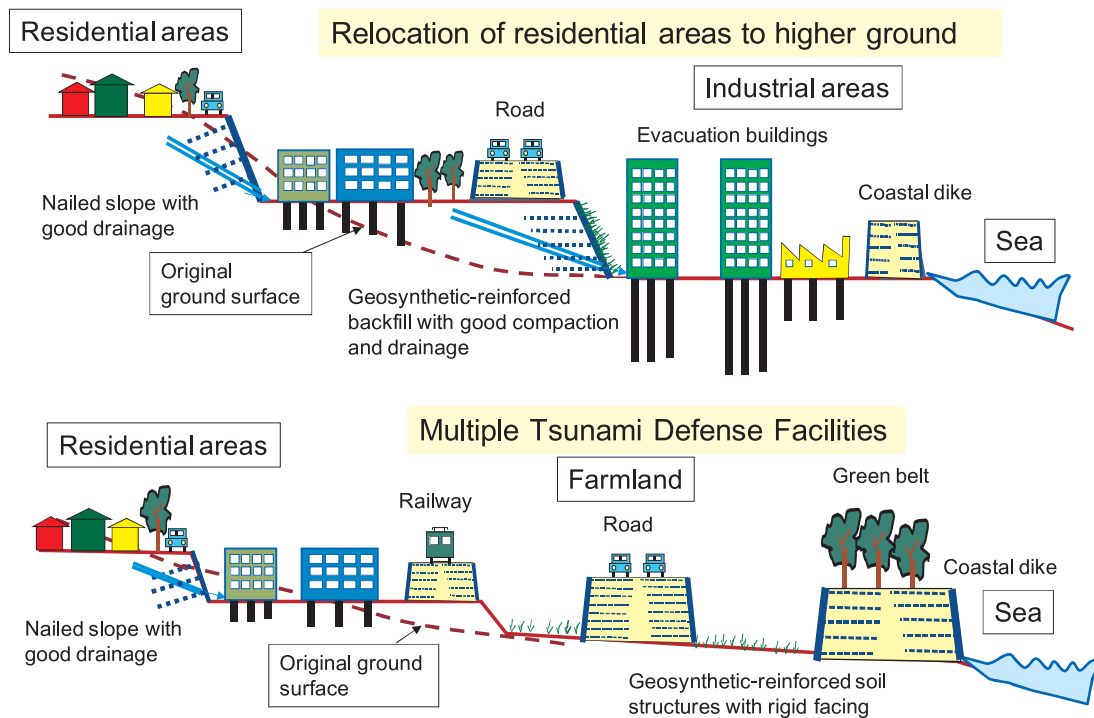 Residential areas
Relocation of residential areas to higher ground
Industrial areas
Road
Evacuation buildings
Coastal dike
Sea
Nailed slope with
good drainage
Original
ground surface
Geosynthetic-reinforced
backfill with good compaction
and drainage
Residential areas
Multiple Tsunami Defense Facilities
Farmland
Green belt
Railway
Road
Coastal dike
Sea
Nailed slope with
good drainage
Original ground
surface
Geosynthetic-reinforced soil
structures with rigid facing